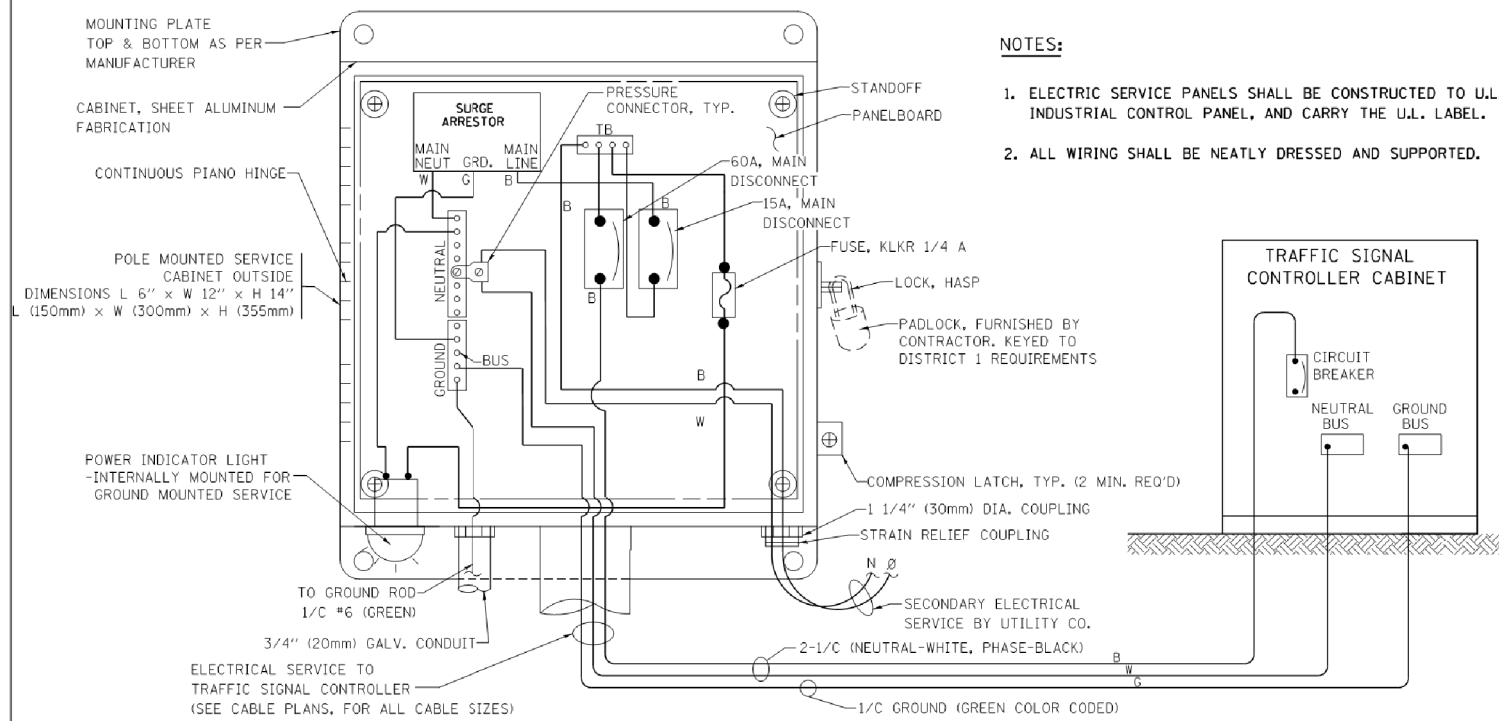 MOUNTING PLATE
TOP & BOTTOM AS PER
MANUFACTURER
CABINET, SHEET ALUMINUM
FABRICATION
CONTINUOUS PIANO HINGE
POLE MOUNTED SERVICE
CABINET OUTSIDE
DIMENSIONS L 6" × W 12" × H 14"
L (150mm) × W (300mm) × H (355mm)
POWER INDICATOR LIGHT
-INTERNALLY MOUNTED FOR
GROUND MOUNTED SERVICE
SURGE
ARRESTOR
MAIN
NEUT
GRD.
MAIN
LINE
W
G
B
PRESSURE
CONNECTOR, TYP.
TB
60A, MAIN
DISCONNECT
15A, MAIN
DISCONNECT
B
B
B
NEUTRAL
GROUND
BUS
B
W
STANDOFF
PANELBOARD
FUSE, KLKR 1/4 A
LOCK, HASP
PADLOCK, FURNISHED BY
CONTRACTOR. KEYED TO
DISTRICT 1 REQUIREMENTS
COMPRESSION LATCH, TYP. (2 MIN. REQ'D)
1 1/4" (30mm) DIA. COUPLING
STRAIN RELIEF COUPLING
N Ø
SECONDARY ELECTRICAL
SERVICE BY UTILITY CO.
TO GROUND ROD
1/C #6 (GREEN)
3/4" (20mm) GALV. CONDUIT
ELECTRICAL SERVICE TO
TRAFFIC SIGNAL CONTROLLER
(SEE CABLE PLANS, FOR ALL CABLE SIZES)
2-1/C (NEUTRAL-WHITE, PHASE-BLACK)
B
W
G
1/C GROUND (GREEN COLOR CODED)
NOTES:
1. ELECTRIC SERVICE PANELS SHALL BE CONSTRUCTED TO U.L
INDUSTRIAL CONTROL PANEL, AND CARRY THE U.L. LABEL.
2. ALL WIRING SHALL BE NEATLY DRESSED AND SUPPORTED.
TRAFFIC SIGNAL
CONTROLLER CABINET
CIRCUIT
BREAKER
NEUTRAL
BUS
GROUND
BUS